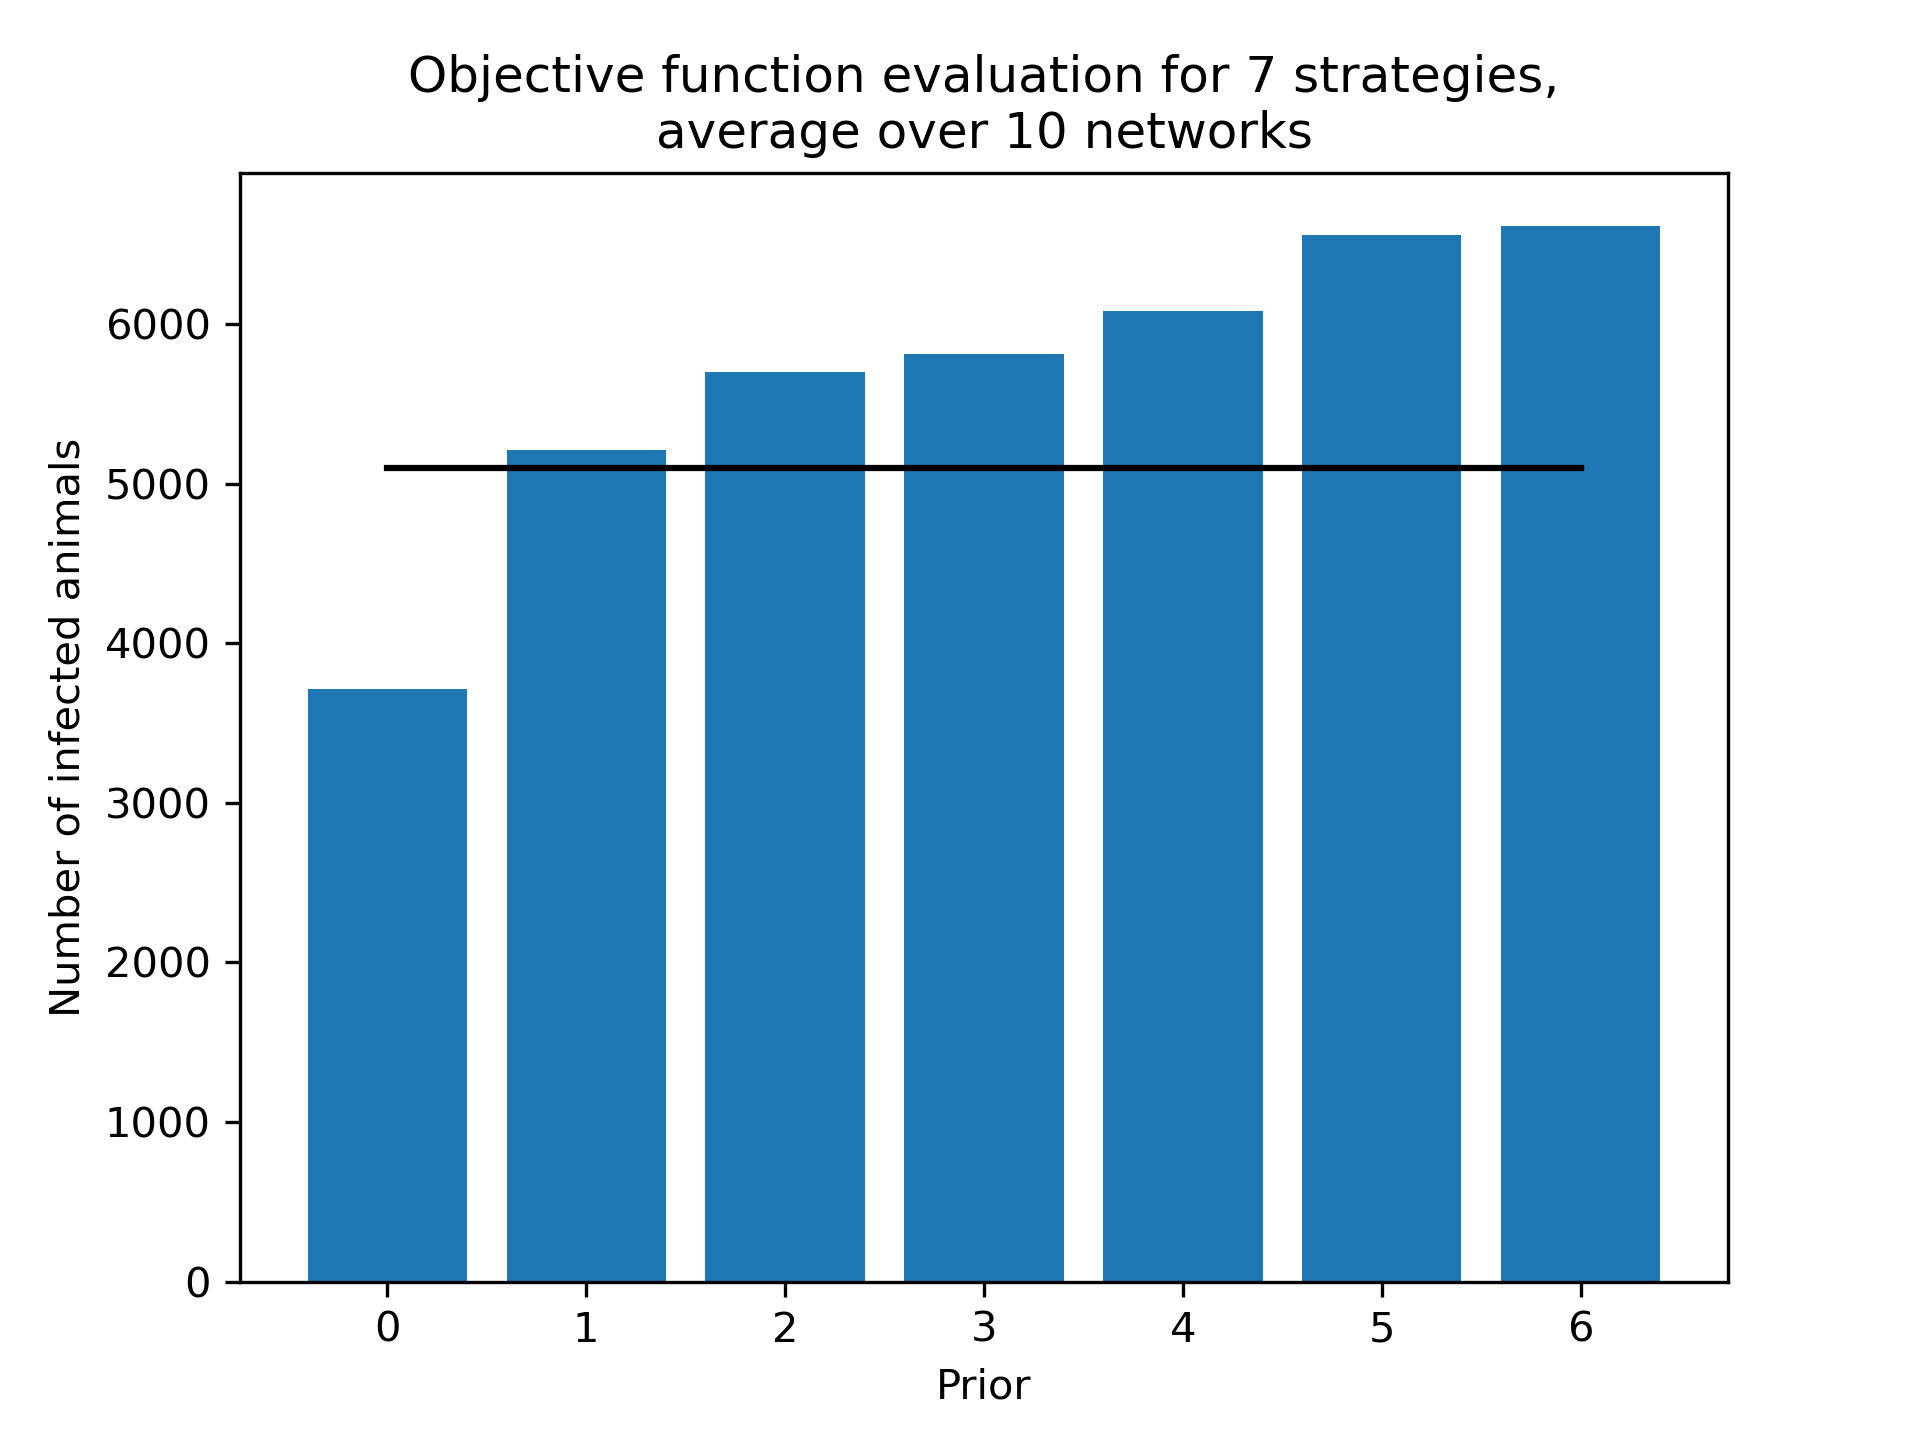 Objective function evaluation for 7 strategies,
average over 10 networks
Number of infected animals
6000
5000
4000
3000
2000
1000
0
0 1 2 3 4 5 6
Prior